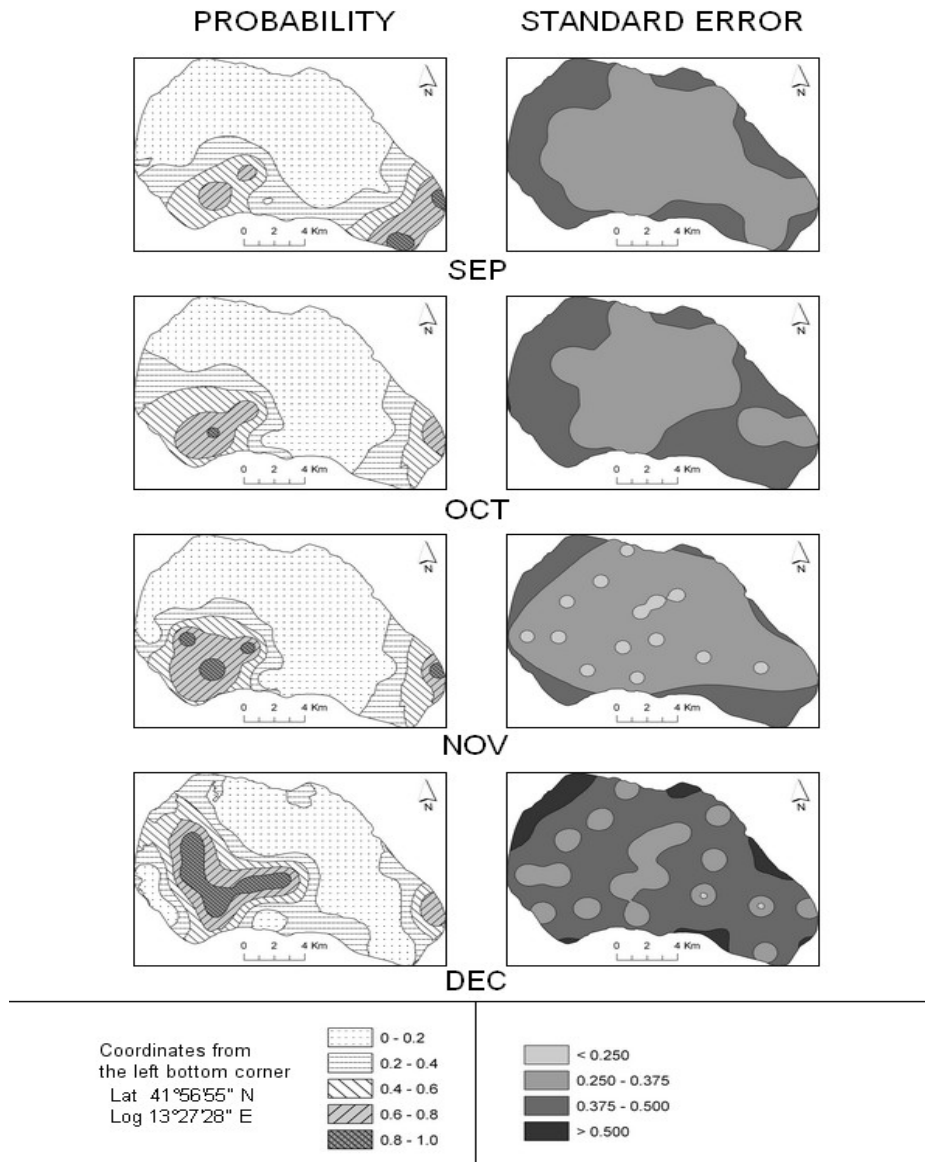 PROBABILITY
STANDARD ERROR
N
N
0 2 4 Km
0 2 4 Km
SEP
N
N
0 2 4 Km
0 2 4 Km
OCT
N
N
0 2 4 Km
0 2 4 Km
NOV
N
N
0 2 4 Km
0 2 4 Km
DEC
Coordinates from
the left bottom corner
Lat 41°56'55" N
Log 13°27'28" E
0 - 0.2
0.2 - 0.4
0.4 - 0.6
0.6 - 0.8
0.8 - 1.0
< 0.250
0.250 - 0.375
0.375 - 0.500
> 0.500